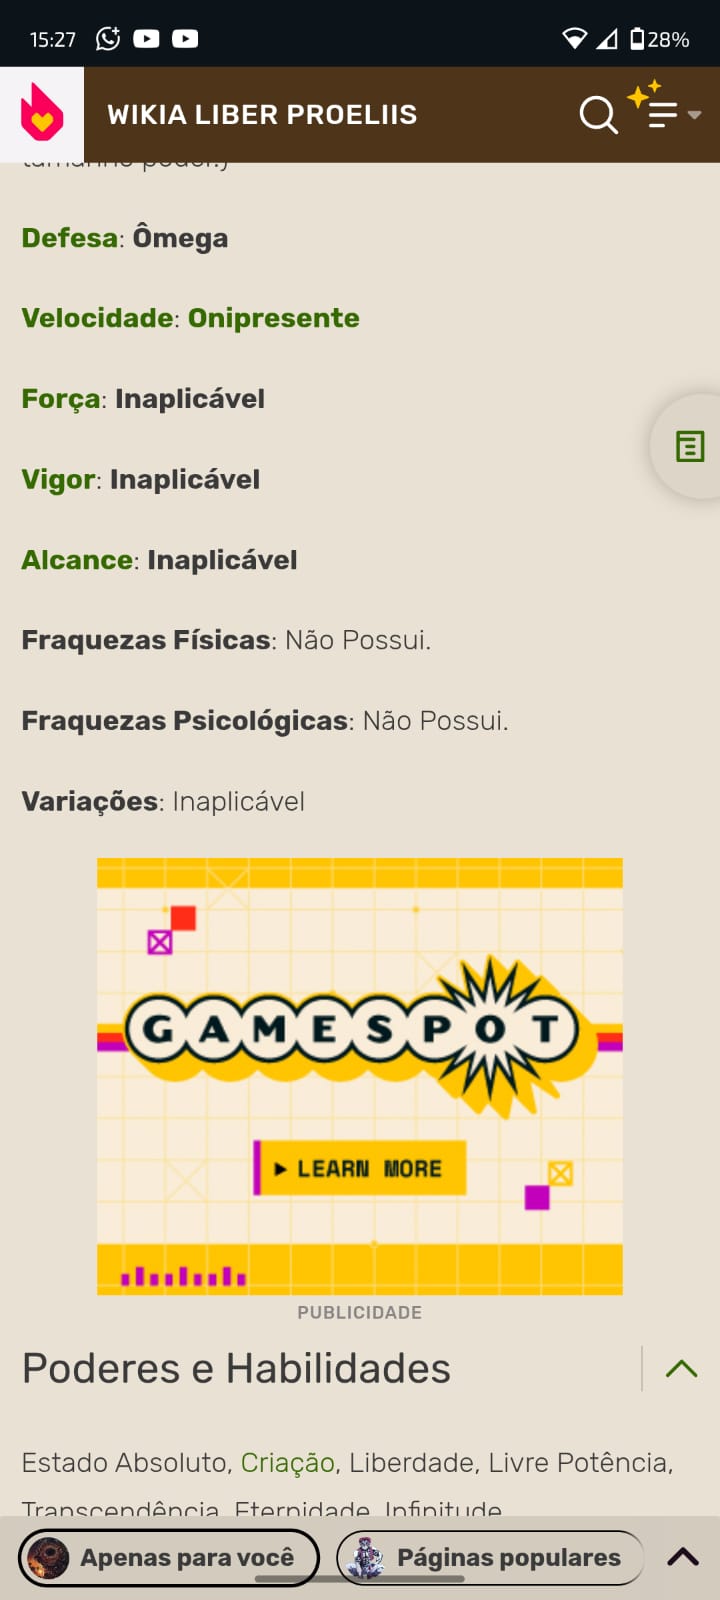 15:27
28%
WIKIA LIBER PROELIIS
tamanho poder.)
Defesa: Ômega
Velocidade: Onipresente
Força: Inaplicável
Vigor: Inaplicável
Alcance: Inaplicável
Fraquezas Físicas: Não Possui.
Fraquezas Psicológicas: Não Possui.
Variações: Inaplicável
GAMESPOT
LEARN MORE
PUBLICIDADE
Poderes e Habilidades
Estado Absoluto, Criação, Liberdade, Livre Potência,
Transcendência, Eternidade, Infinitude
Apenas para você
Páginas populares